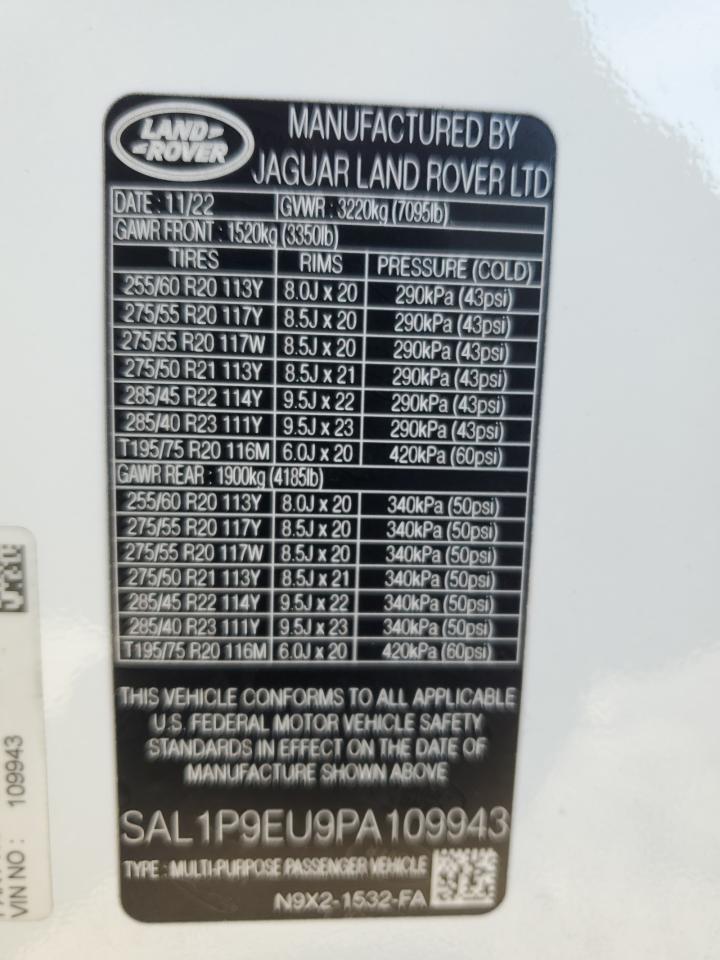 LAND ROVER
MANUFACTURED BY
JAGUAR LAND ROVER LTD
DATE : 11/22 GVWR : 3220kg (7095lb)
GAWR FRONT : 1520kg (3350lb)
TIRES RIMS PRESSURE (COLD)
255/60 R20 113Y 8.0J x 20 290kPa (43psi)
275/55 R20 117Y 8.5J x 20 290kPa (43psi)
275/55 R20 117W 8.5J x 20 290kPa (43psi)
275/50 R21 113Y 8.5J x 21 290kPa (43psi)
285/45 R22 114Y 9.5J x 22 290kPa (43psi)
285/40 R23 111Y 9.5J x 23 290kPa (43psi)
T195/75 R20 116M 6.0J x 20 420kPa (60psi)
GAWR REAR : 1900kg (4185lb)
255/60 R20 113Y 8.0J x 20 340kPa (50psi)
275/55 R20 117Y 8.5J x 20 340kPa (50psi)
275/55 R20 117W 8.5J x 20 340kPa (50psi)
275/50 R21 113Y 8.5J x 21 340kPa (50psi)
285/45 R22 114Y 9.5J x 22 340kPa (50psi)
285/40 R23 111Y 9.5J x 23 340kPa (50psi)
T195/75 R20 116M 6.0J x 20 420kPa (60psi)
THIS VEHICLE CONFORMS TO ALL APPLICABLE
U.S. FEDERAL MOTOR VEHICLE SAFETY
STANDARDS IN EFFECT ON THE DATE OF
MANUFACTURE SHOWN ABOVE
SAL1P9EU9PA109943
TYPE : MULTI-PURPOSE PASSENGER VEHICLE
N9X2-1532-FA
VIN NO : 109943